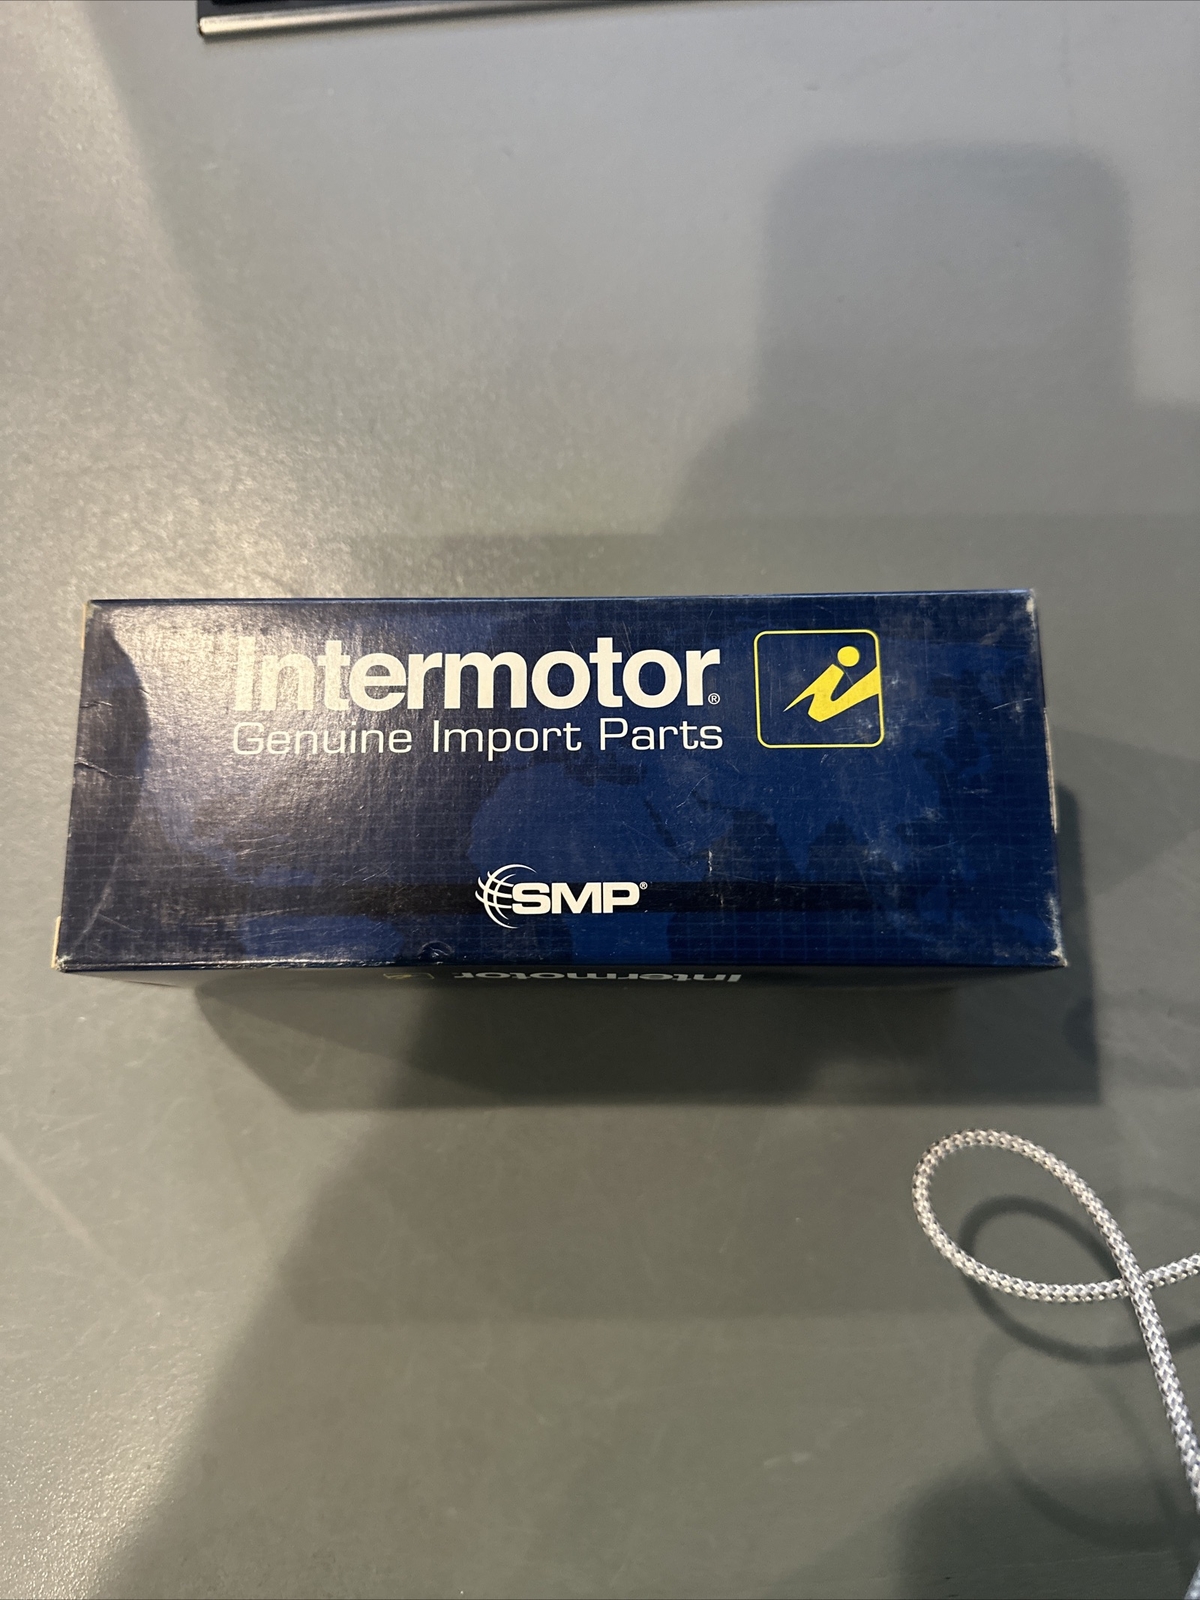 Intermotor®
Genuine Import Parts
SMP®
Intermotor